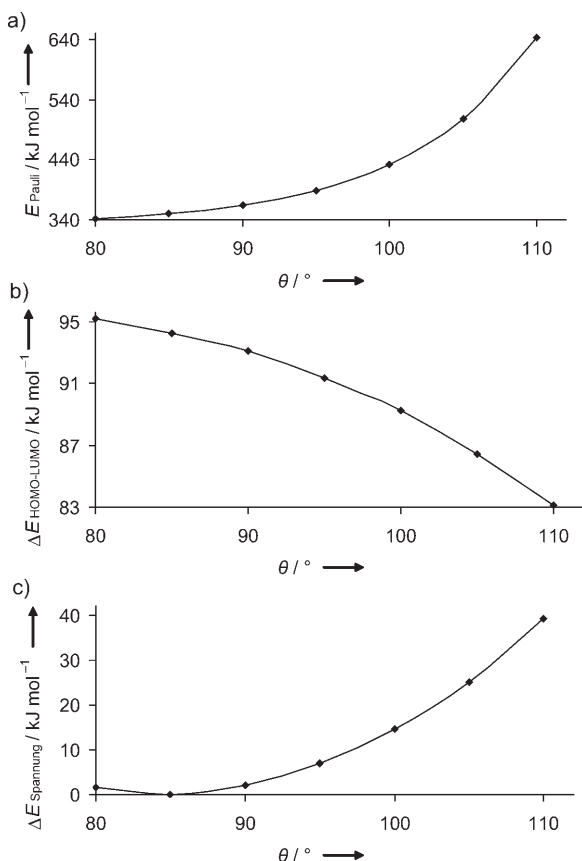 a)
640
540
440
340
E Pauli / kJ mol⁻¹
80
90
100
110
θ / °
b)
95
91
87
83
ΔE HOMO-LUMO / kJ mol⁻¹
80
90
100
110
θ / °
c)
40
30
20
10
0
ΔE Spannung / kJ mol⁻¹
80
90
100
110
θ / °